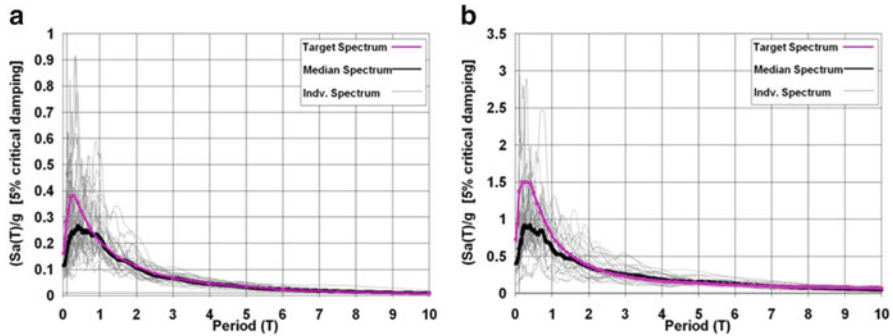 a
(Sa(T)/g [5% critical damping]
1
0.9
0.8
0.7
0.6
0.5
0.4
0.3
0.2
0.1
0
0 1 2 3 4 5 6 7 8 9 10
Period (T)
Target Spectrum
Median Spectrum
Indv. Spectrum
b
(Sa(T)/g [5% critical damping]
3.5
3
2.5
2
1.5
1
0.5
0
0 1 2 3 4 5 6 7 8 9 10
Period (T)
Target Spectrum
Median Spectrum
Indv. Spectrum